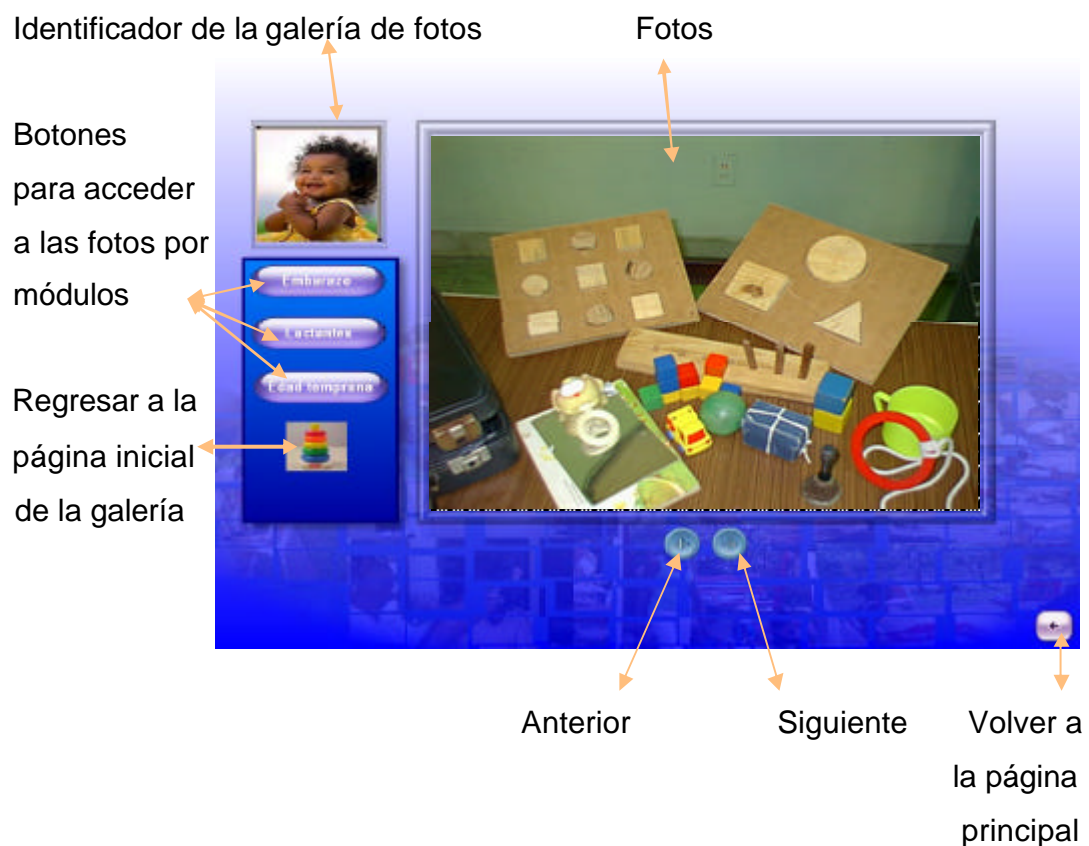 Identificador de la galería de fotos
Fotos
Botones
para acceder
a las fotos por
módulos
Embarazo
Lactantes
Edad temprana
Regresar a la
página inicial
de la galería
Anterior
Siguiente
Volver a
la página
principal